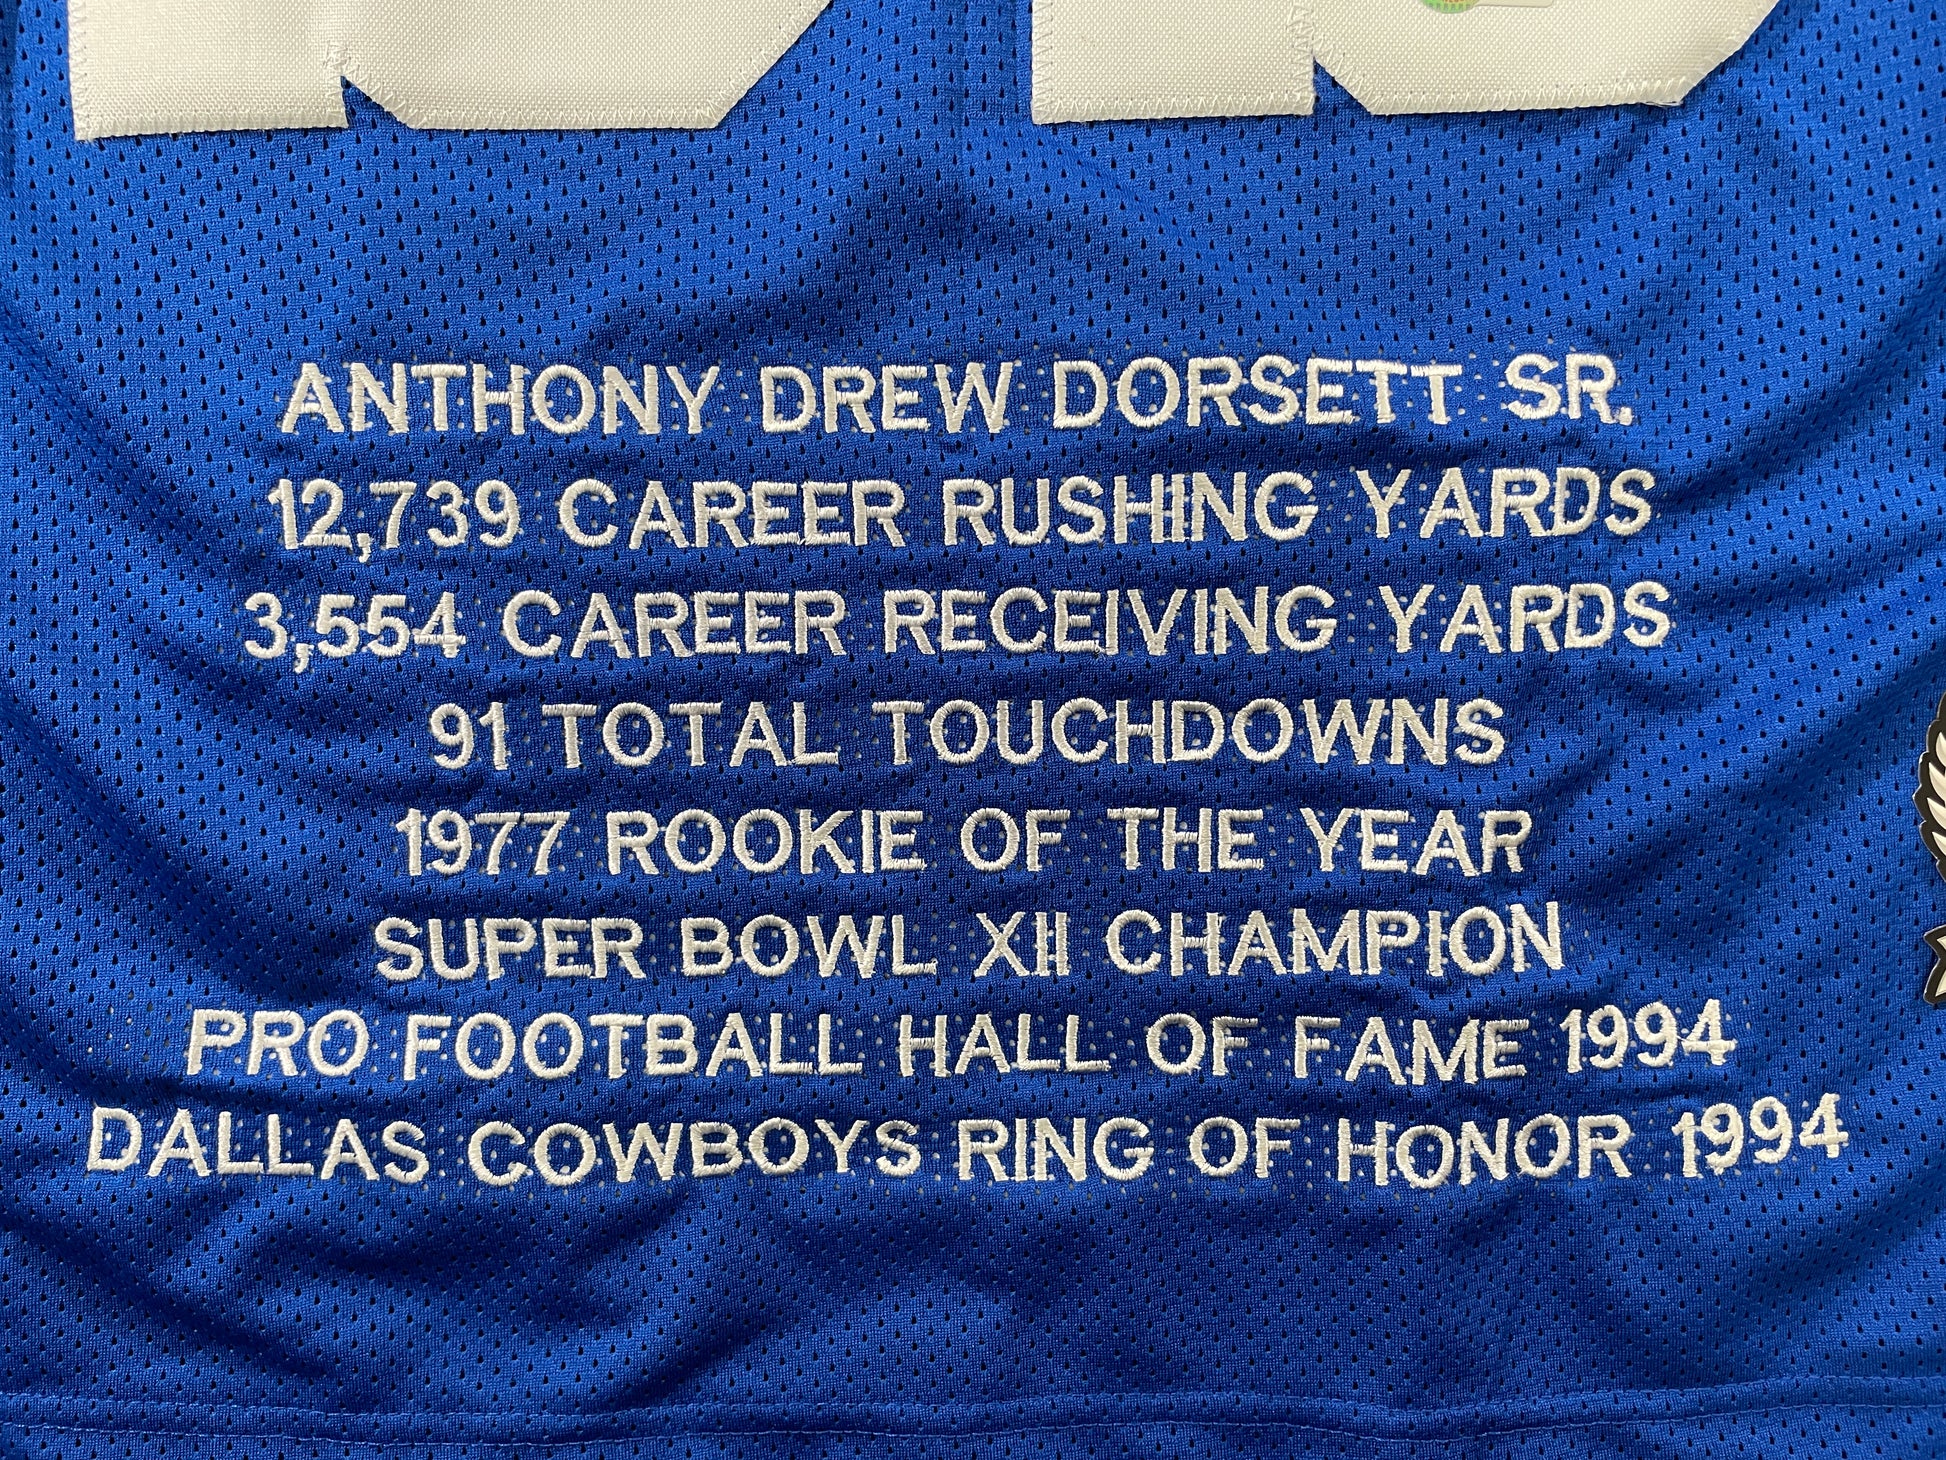 ANTHONY DREW DORSETT SR.
12,739 CAREER RUSHING YARDS
3,554 CAREER RECEIVING YARDS
91 TOTAL TOUCHDOWNS
1977 ROOKIE OF THE YEAR
SUPER BOWL XII CHAMPION
PRO FOOTBALL HALL OF FAME 1994
DALLAS COWBOYS RING OF HONOR 1994